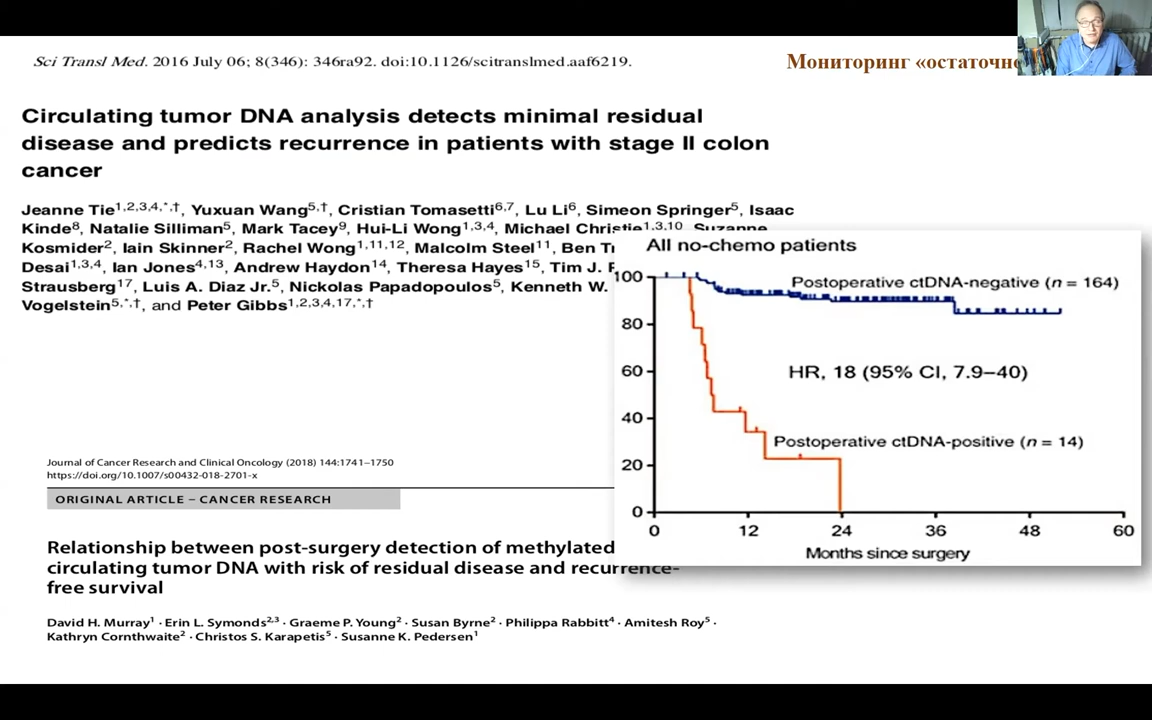 Sci Transl Med. 2016 July 06; 8(346): 346ra92. doi:10.1126/scitranslmed.aaf6219.
Мониторинг «остаточно
Circulating tumor DNA analysis detects minimal residual
disease and predicts recurrence in patients with stage II colon
cancer
Jeanne Tie1,2,3,4,*,†, Yuxuan Wang5,†, Cristian Tomasetti6,7, Lu Li6, Simeon Springer5, Isaac
Kinde8, Natalie Silliman5, Mark Tacey9, Hui-Li Wong1,3,4, Michael Christie1,3,10, Suzanne
Kosmider2, Iain Skinner2, Rachel Wong1,11,12, Malcolm Steel11, Ben
Desai1,3,4, Ian Jones4,13, Andrew Haydon14, Theresa Hayes15, Tim J.
Strausberg17, Luis A. Diaz Jr.5, Nickolas Papadopoulos5, Kenneth W.
Vogelstein5,*,†, and Peter Gibbs1,2,3,4,17,*,†
All no-chemo patients
100
80
60
40
20
0
Postoperative ctDNA-negative (n = 164)
HR, 18 (95% CI, 7.9–40)
Postoperative ctDNA-positive (n = 14)
0 12 24 36 48 60
Months since surgery
Journal of Cancer Research and Clinical Oncology (2018) 144:1741–1750
https://doi.org/10.1007/s00432-018-2701-x
ORIGINAL ARTICLE – CANCER RESEARCH
Relationship between post-surgery detection of methylated
circulating tumor DNA with risk of residual disease and recurrence-
free survival
David H. Murray1 · Erin L. Symonds2,3 · Graeme P. Young2 · Susan Byrne2 · Philippa Rabbitt4 · Amitesh Roy5 ·
Kathryn Cornthwaite2 · Christos S. Karapetis5 · Susanne K. Pedersen1